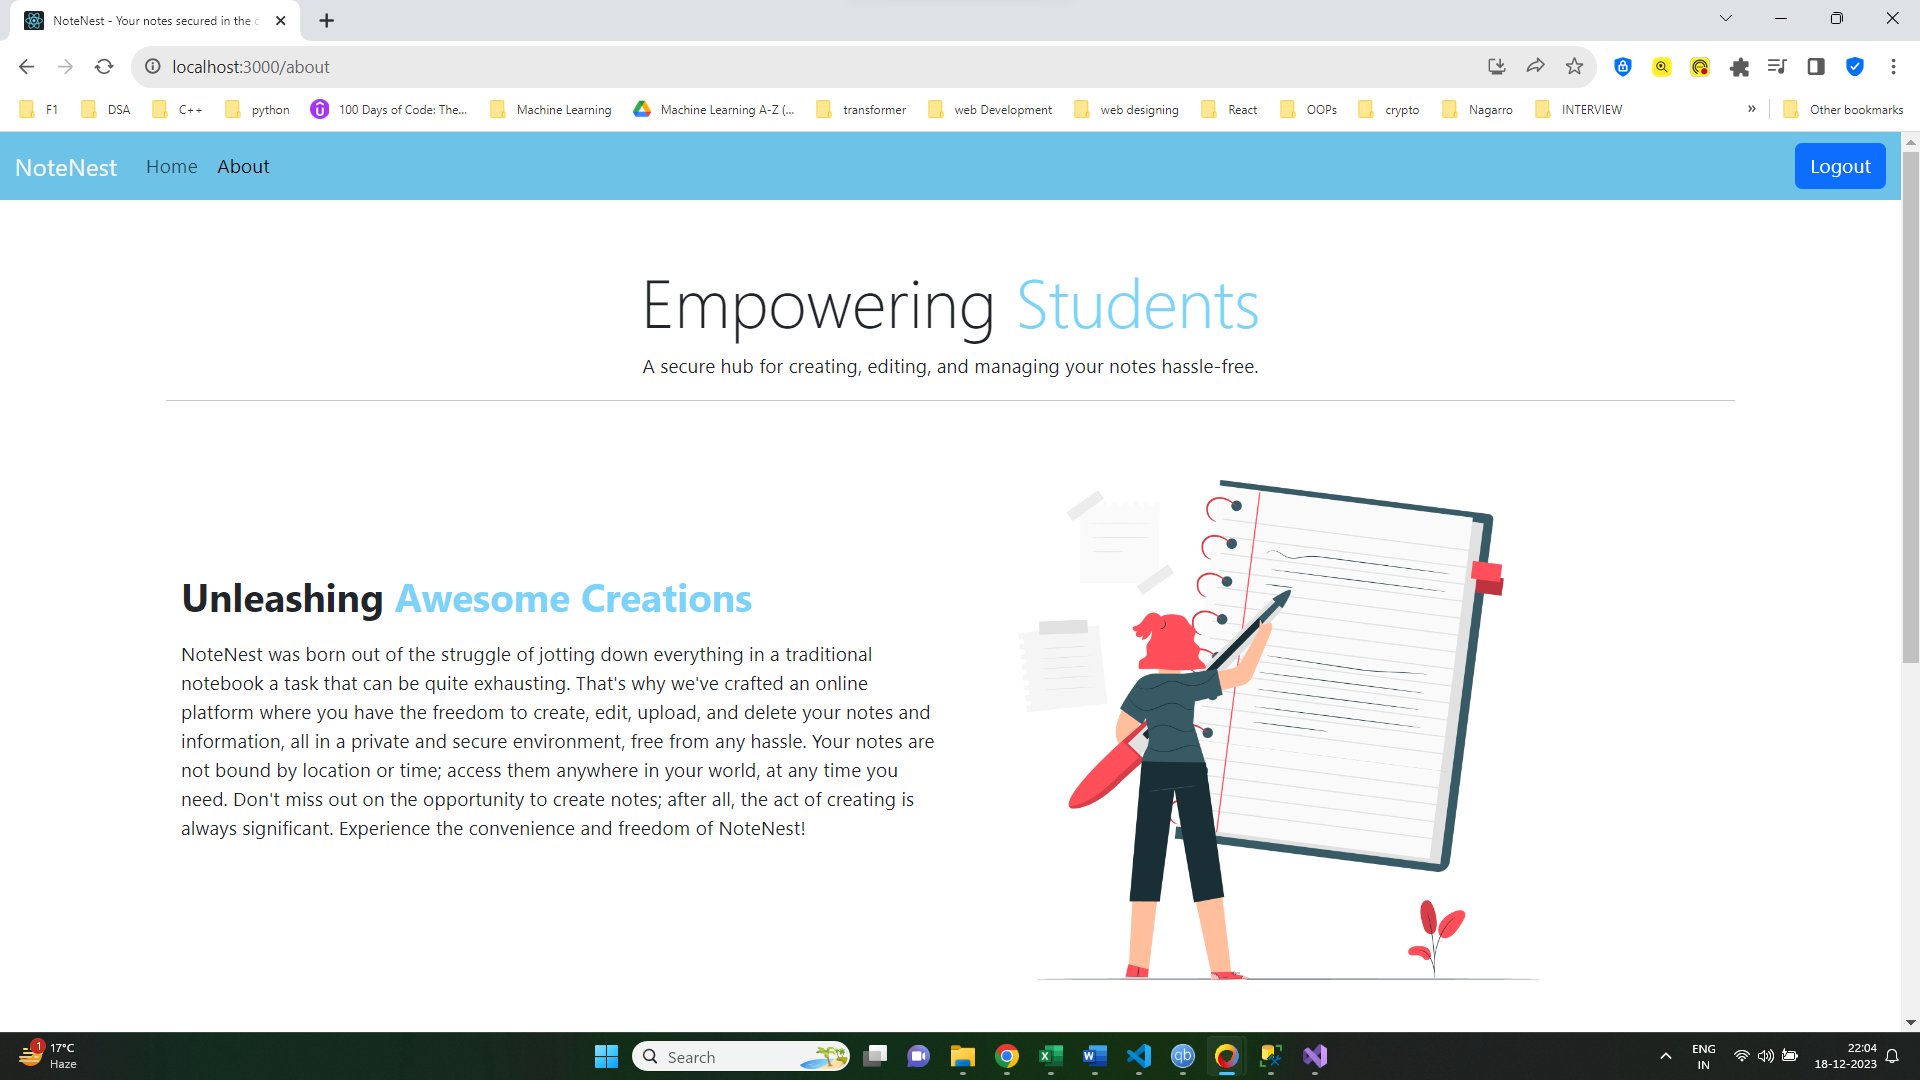 NoteNest - Your notes secured in the c
localhost:3000/about
F1 DSA C++ python 100 Days of Code: The... Machine Learning Machine Learning A-Z (... transformer web Development web designing React OOPs crypto Nagarro INTERVIEW » Other bookmarks
NoteNest Home About Logout
Empowering Students
A secure hub for creating, editing, and managing your notes hassle-free.
Unleashing Awesome Creations
NoteNest was born out of the struggle of jotting down everything in a traditional
notebook a task that can be quite exhausting. That's why we've crafted an online
platform where you have the freedom to create, edit, upload, and delete your notes and
information, all in a private and secure environment, free from any hassle. Your notes are
not bound by location or time; access them anywhere in your world, at any time you
need. Don't miss out on the opportunity to create notes; after all, the act of creating is
always significant. Experience the convenience and freedom of NoteNest!
1
17°C
Haze
Search
qb
ENG
IN
22:04
18-12-2023